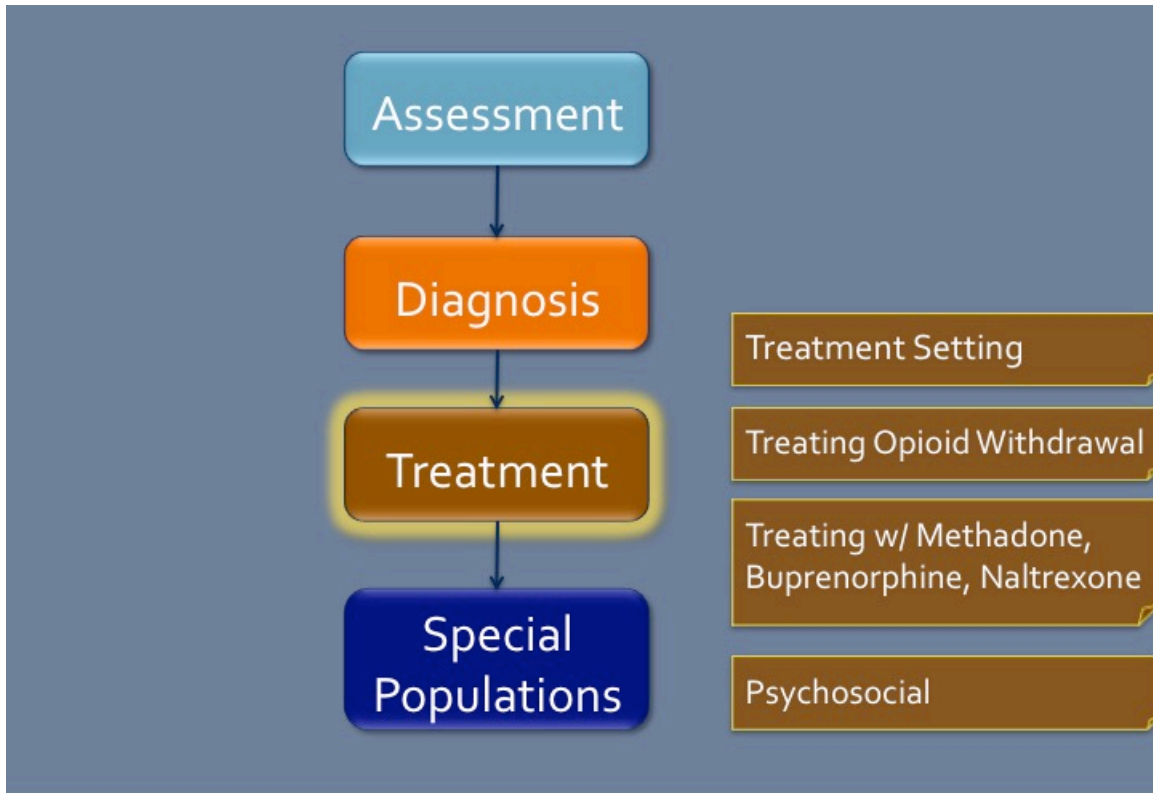 Assessment
Diagnosis
Treatment
Special
Populations
Treatment Setting
Treating Opioid Withdrawal
Treating w/ Methadone,
Buprenorphine, Naltrexone
Psychosocial